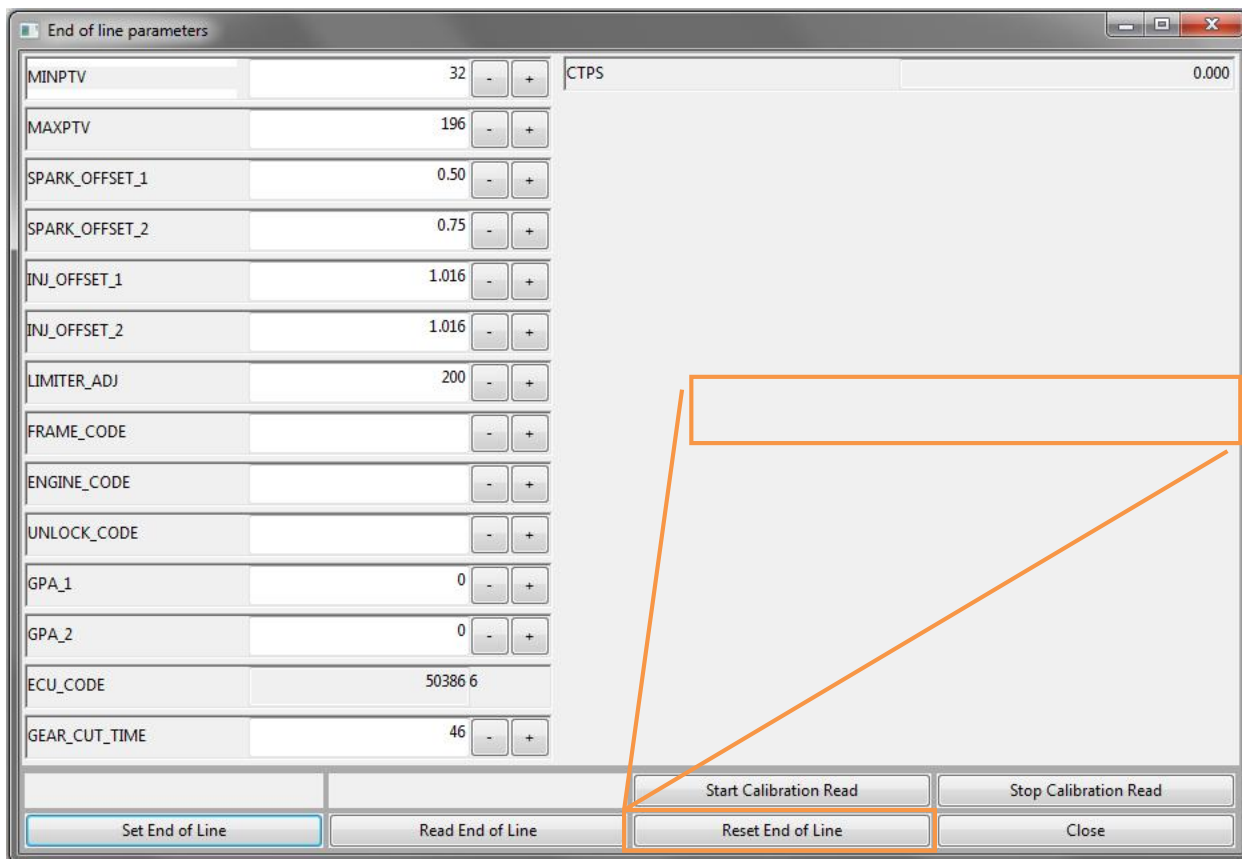 End of line parameters
MINPTV 32 - +
CTPS 0.000
MAXPTV 196 - +
SPARK_OFFSET_1 0.50 - +
SPARK_OFFSET_2 0.75 - +
INJ_OFFSET_1 1.016 - +
INJ_OFFSET_2 1.016 - +
LIMITER_ADJ 200 - +
FRAME_CODE - +
ENGINE_CODE - +
UNLOCK_CODE - +
GPA_1 0 - +
GPA_2 0 - +
ECU_CODE 50386 6
GEAR_CUT_TIME 46 - +
Start Calibration Read Stop Calibration Read
Set End of Line Read End of Line Reset End of Line Close